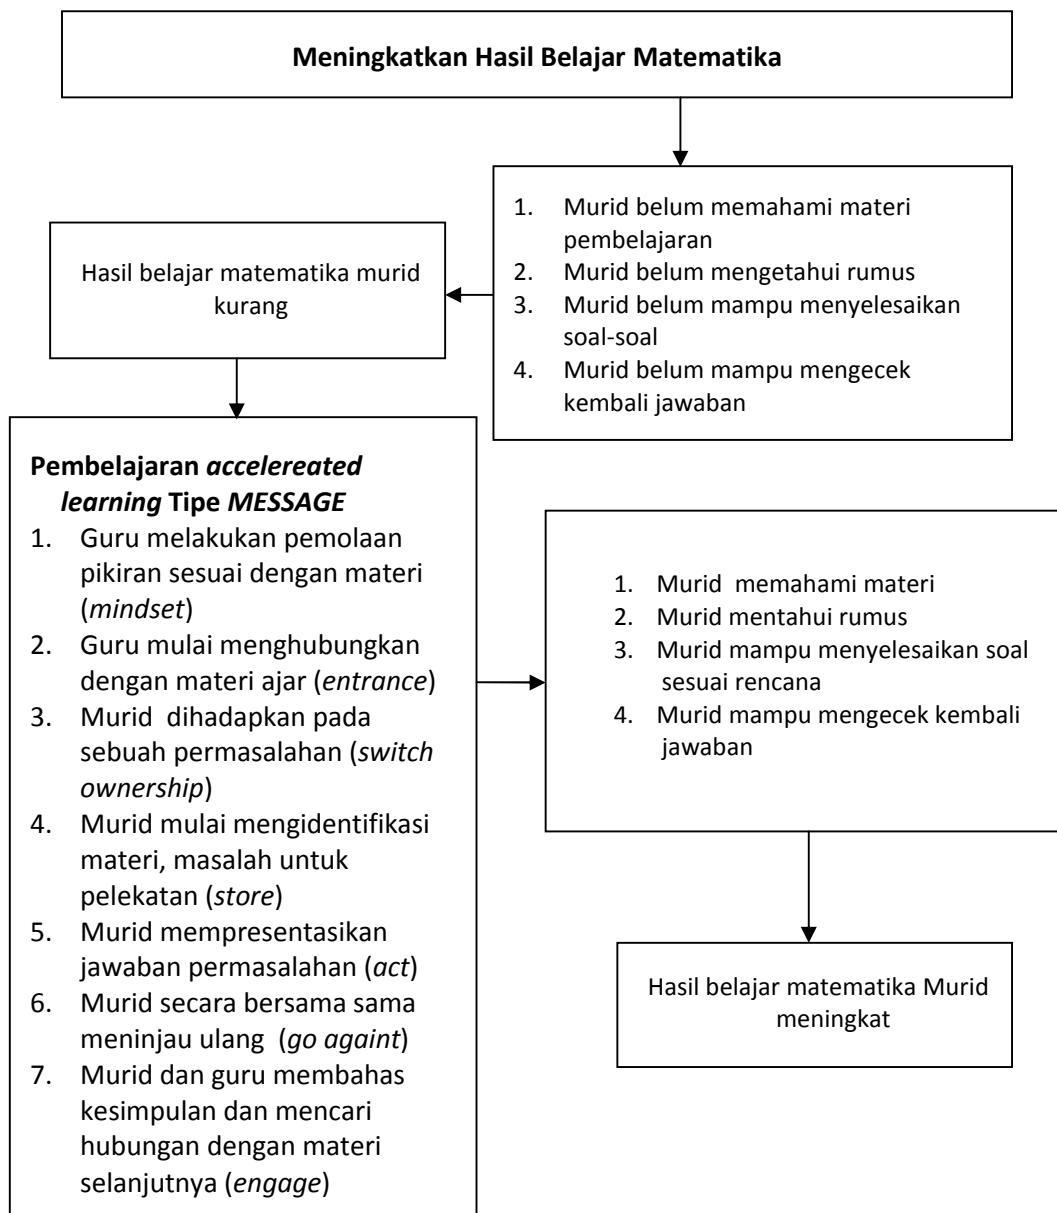 Meningkatkan Hasil Belajar Matematika
1. Murid belum memahami materi
pembelajaran
2. Murid belum mengetahui rumus
3. Murid belum mampu menyelesaikan
soal-soal
4. Murid belum mampu mengecek
kembali jawaban
Hasil belajar matematika murid
kurang
Pembelajaran accelereated
learning Tipe MESSAGE
1. Guru melakukan pemolaan
pikiran sesuai dengan materi
(mindset)
2. Guru mulai menghubungkan
dengan materi ajar (entrance)
3. Murid dihadapkan pada
sebuah permasalahan (switch
ownership)
4. Murid mulai mengidentifikasi
materi, masalah untuk
pelekatan (store)
5. Murid mempresentasikan
jawaban permasalahan (act)
6. Murid secara bersama sama
meninjau ulang (go againt)
7. Murid dan guru membahas
kesimpulan dan mencari
hubungan dengan materi
selanjutnya (engage)
1. Murid memahami materi
2. Murid mentahui rumus
3. Murid mampu menyelesaikan soal
sesuai rencana
4. Murid mampu mengecek kembali
jawaban
Hasil belajar matematika Murid
meningkat